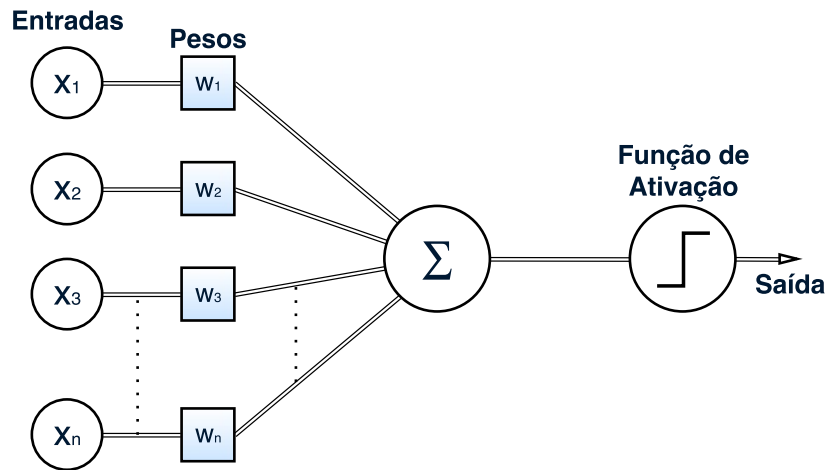 Entradas
Pesos
X1
W1
X2
W2
X3
W3
Xn
Wn
Σ
Função de
Ativação
Saída